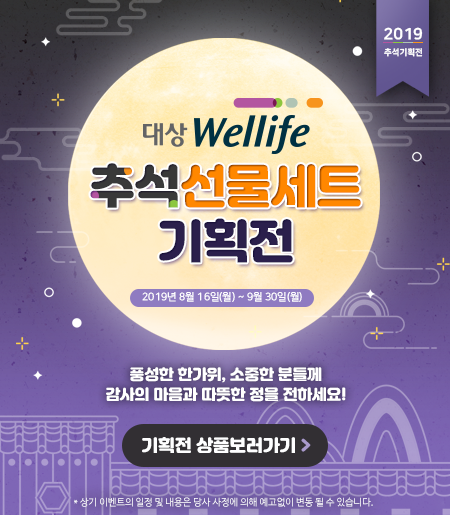 2019
추석기획전
대상 Wellife
추석선물세트
기획전
2019년 8월 16일(월) ~ 9월 30일(월)
풍성한 한가위, 소중한 분들께
감사의 마음과 따뜻한 정을 전하세요!
기획전 상품보러가기 >
* 상기 이벤트의 일정 및 내용은 당사 사정에 의해 예고없이 변동 될 수 있습니다.